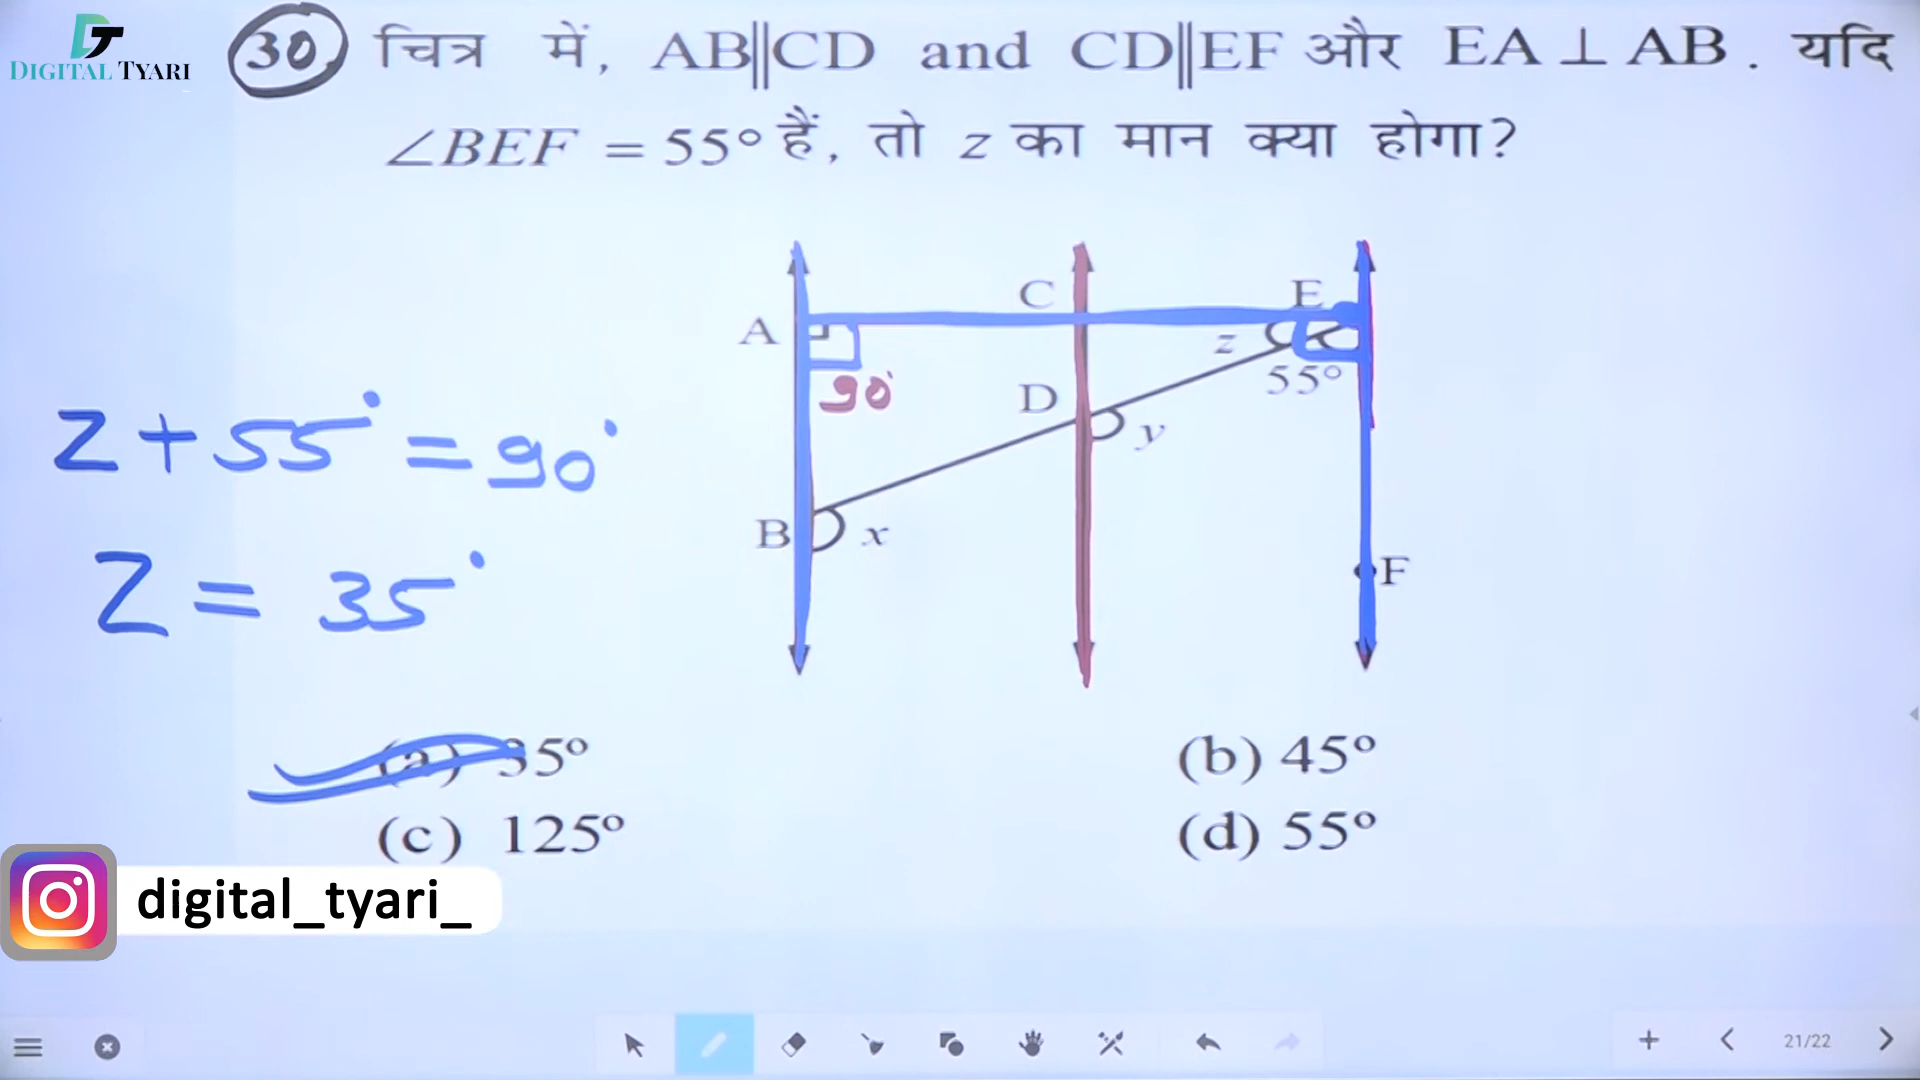 DIGITAL TYARI
30 चित्र में, AB||CD and CD||EF और EA ⊥ AB . यदि
∠BEF = 55° हैं, तो z का मान क्या होगा?
C
E
A
z
55°
90°
D
y
B
x
F
z + 55° = 90°
z = 35°
(a) 35°
(b) 45°
(c) 125°
(d) 55°
digital_tyari_
21/22